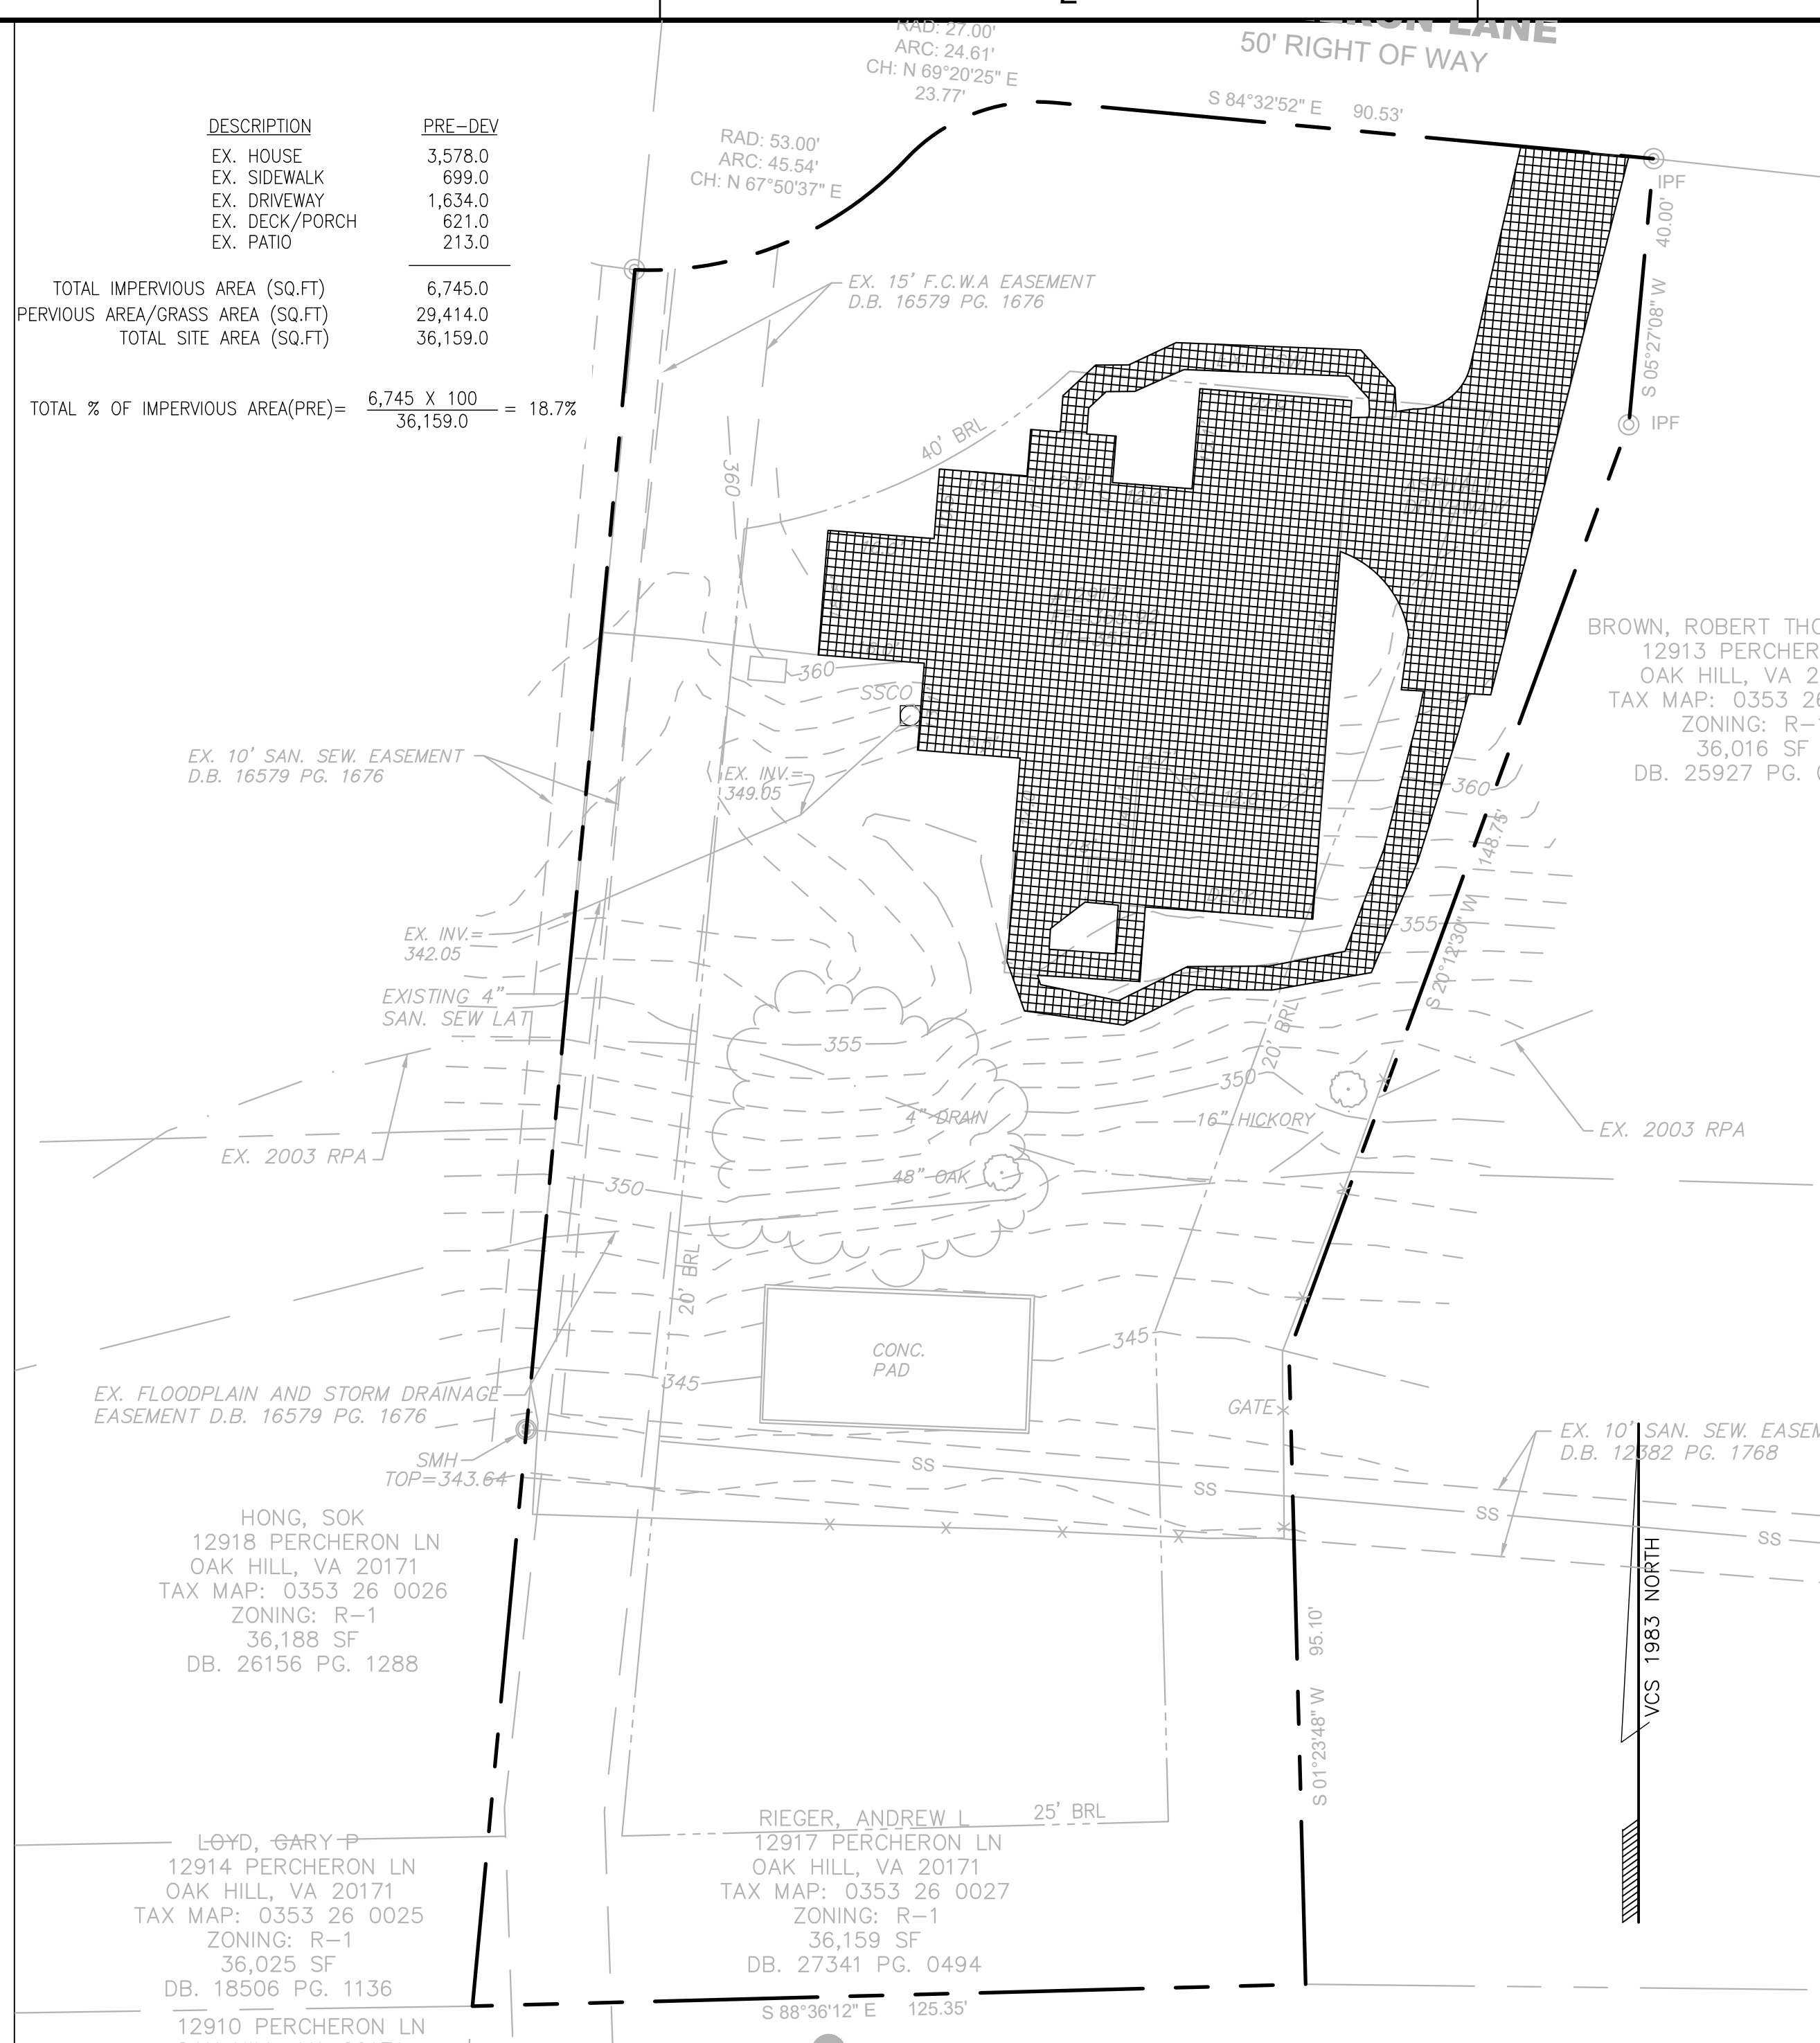 50' RIGHT OF WAY
RAD: 27.00'
ARC: 24.61'
CH: N 69°20'25" E
23.77'
S 84°32'52" E 90.53'
RAD: 53.00'
ARC: 45.54'
CH: N 67°50'37" E
DESCRIPTION PRE-DEV
EX. HOUSE 3,578.0
EX. SIDEWALK 699.0
EX. DRIVEWAY 1,634.0
EX. DECK/PORCH 621.0
EX. PATIO 213.0
TOTAL IMPERVIOUS AREA (SQ.FT) 6,745.0
PERVIOUS AREA/GRASS AREA (SQ.FT) 29,414.0
TOTAL SITE AREA (SQ.FT) 36,159.0
TOTAL % OF IMPERVIOUS AREA(PRE)= 6,745 X 100 = 18.7%
36,159.0
IPF
S 05°27'08" W 40.00'
IPF
EX. 15' F.C.W.A EASEMENT
D.B. 16579 PG. 1676
40' BRL
360
ASPHALT
DRIVEWAY
BROWN, ROBERT
12913
OAK HILL, VA
TAX MAP: 0353
ZONING:
36,016 SF
DB. 25927 PG.
360
SSCO
EX. 10' SAN. SEW. EASEMENT
D.B. 16579 PG. 1676
EX. INV.=
349.05
12.0'
360
DECK
355
S 20°12'30" W 148.75'
EX. INV.=
342.05
EXISTING 4"
SAN. SEW LAT
355
20' BRL
350
4" DRAIN
16" HICKORY
EX. 2003 RPA
EX. 2003 RPA
48" OAK
350
20' BRL
CONC.
PAD
345
345
EX. FLOODPLAIN AND STORM DRAINAGE
EASEMENT D.B. 16579 PG. 1676
GATE
SMH
TOP=343.64
EX. 10' SAN. SEW.
D.B. 12382 PG. 1768
SS
SS
SS
SS
HONG, SOK
12918 PERCHERON LN
OAK HILL, VA 20171
TAX MAP: 0353 26 0026
ZONING: R-1
36,188 SF
DB. 26156 PG. 1288
S 01°23'48" W 95.10'
VCS 1983 NORTH
25' BRL
RIEGER, ANDREW L
12917 PERCHERON LN
OAK HILL, VA 20171
TAX MAP: 0353 26 0027
ZONING: R-1
36,159 SF
DB. 27341 PG. 0494
LOYD, GARY P
12914 PERCHERON LN
OAK HILL, VA 20171
TAX MAP: 0353 26 0025
ZONING: R-1
36,025 SF
DB. 18506 PG. 1136
12910 PERCHERON LN
S 88°36'12" E 125.35'